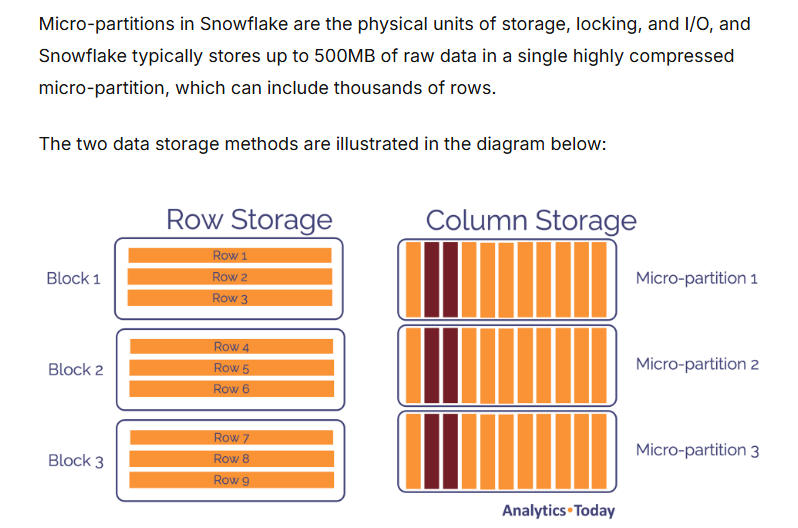 Micro-partitions in Snowflake are the physical units of storage, locking, and I/O, and
Snowflake typically stores up to 500MB of raw data in a single highly compressed
micro-partition, which can include thousands of rows.
The two data storage methods are illustrated in the diagram below:
Row Storage
Column Storage
Block 1
Row 1
Row 2
Row 3
Micro-partition 1
Block 2
Row 4
Row 5
Row 6
Micro-partition 2
Block 3
Row 7
Row 8
Row 9
Micro-partition 3
Analytics•Today